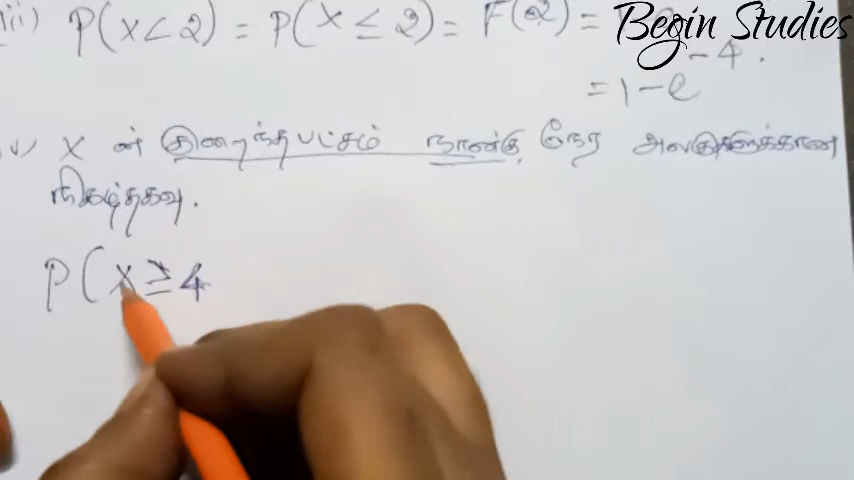 Begin Studies
iii) P(X<2) = P(X ≤ 2) = F(2) =
= 1 - e^{-4}.
iv) X ன் குறைந்தபட்சம் நான்கு நேர அலகுகளுக்கான
நிகழ்தகவு.
P(X ≥ 4